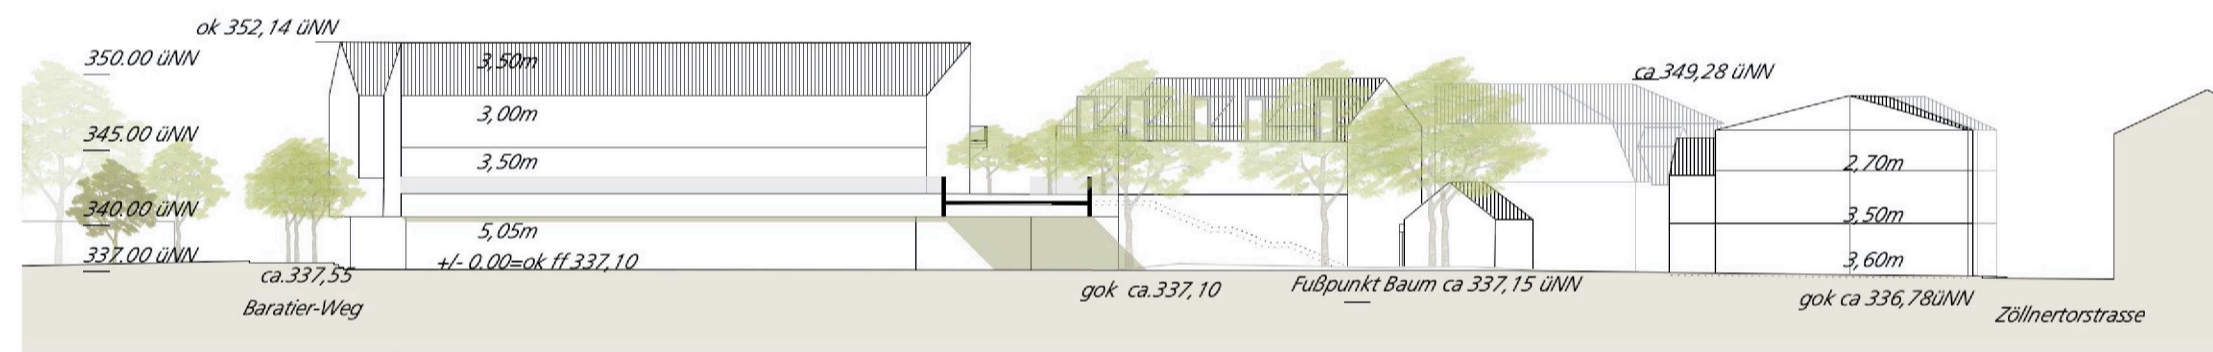 ok 352,14 üNN
350.00 üNN
3,50m
ca 349,28 üNN
3,00m
345.00 üNN
3,50m
2,70m
340.00 üNN
3,50m
5,05m
337.00 üNN
+/- 0.00=ok ff 337,10
3,60m
ca.337,55
gok ca.337,10
Fußpunkt Baum ca 337,15 üNN
gok ca 336,78üNN
Baratier-Weg
Zöllnertorstrasse